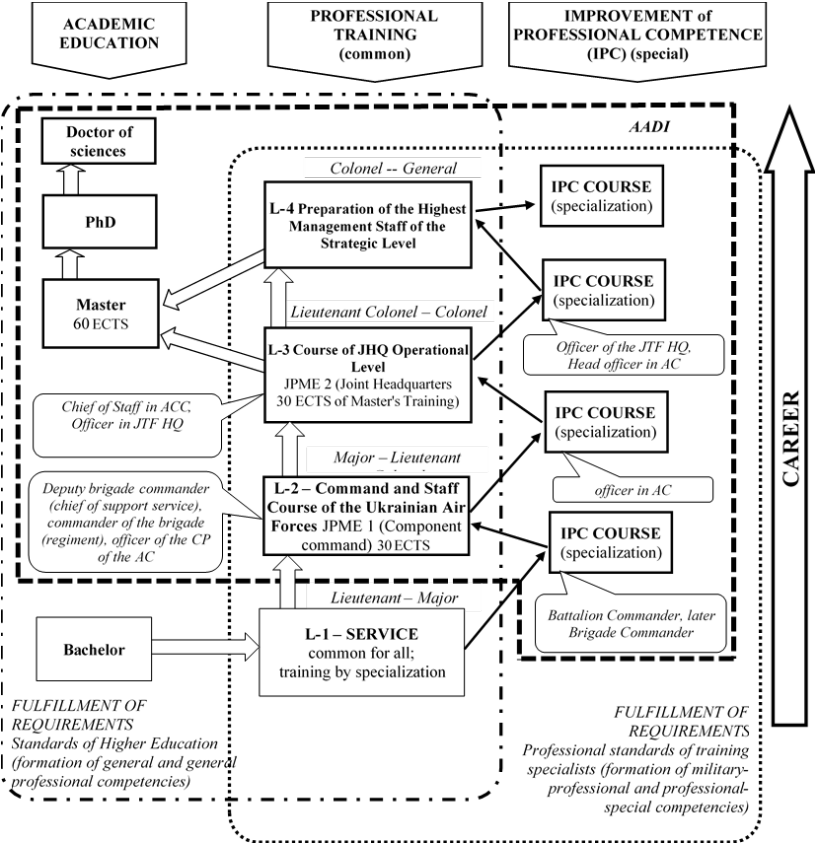 ACADEMIC
EDUCATION
PROFESSIONAL
TRAINING
(common)
IMPROVEMENT of
PROFESSIONAL COMPETENCE
(IPC) (special)
AADI
Doctor of
sciences
PhD
Master
60 ECTS
Bachelor
Colonel -- General
L-4 Preparation of the Highest
Management Staff of the
Strategic Level
Lieutenant Colonel – Colonel
L-3 Course of JHQ Operational
Level
JPME 2 (Joint Headquarters
30 ECTS of Master's Training)
Chief of Staff in ACC,
Officer in JTF HQ
Major – Lieutenant
L-2 – Command and Staff
Course of the Ukrainian Air
Forces JPME 1 (Component
command) 30 ECTS
Deputy brigade commander
(chief of support service),
commander of the brigade
(regiment), officer of the CP
of the AC
Lieutenant – Major
L-1 – SERVICE
common for all;
training by specialization
IPC COURSE
(specialization)
IPC COURSE
(specialization)
Officer of the JTF HQ,
Head officer in AC
IPC COURSE
(specialization)
officer in AC
IPC COURSE
(specialization)
Battalion Commander, later
Brigade Commander
CAREER
FULFILLMENT OF
REQUIREMENTS
Standards of Higher Education
(formation of general and general
professional competencies)
FULFILLMENT OF
REQUIREMENTS
Professional standards of training
specialists (formation of military-
professional and professional-
special competencies)